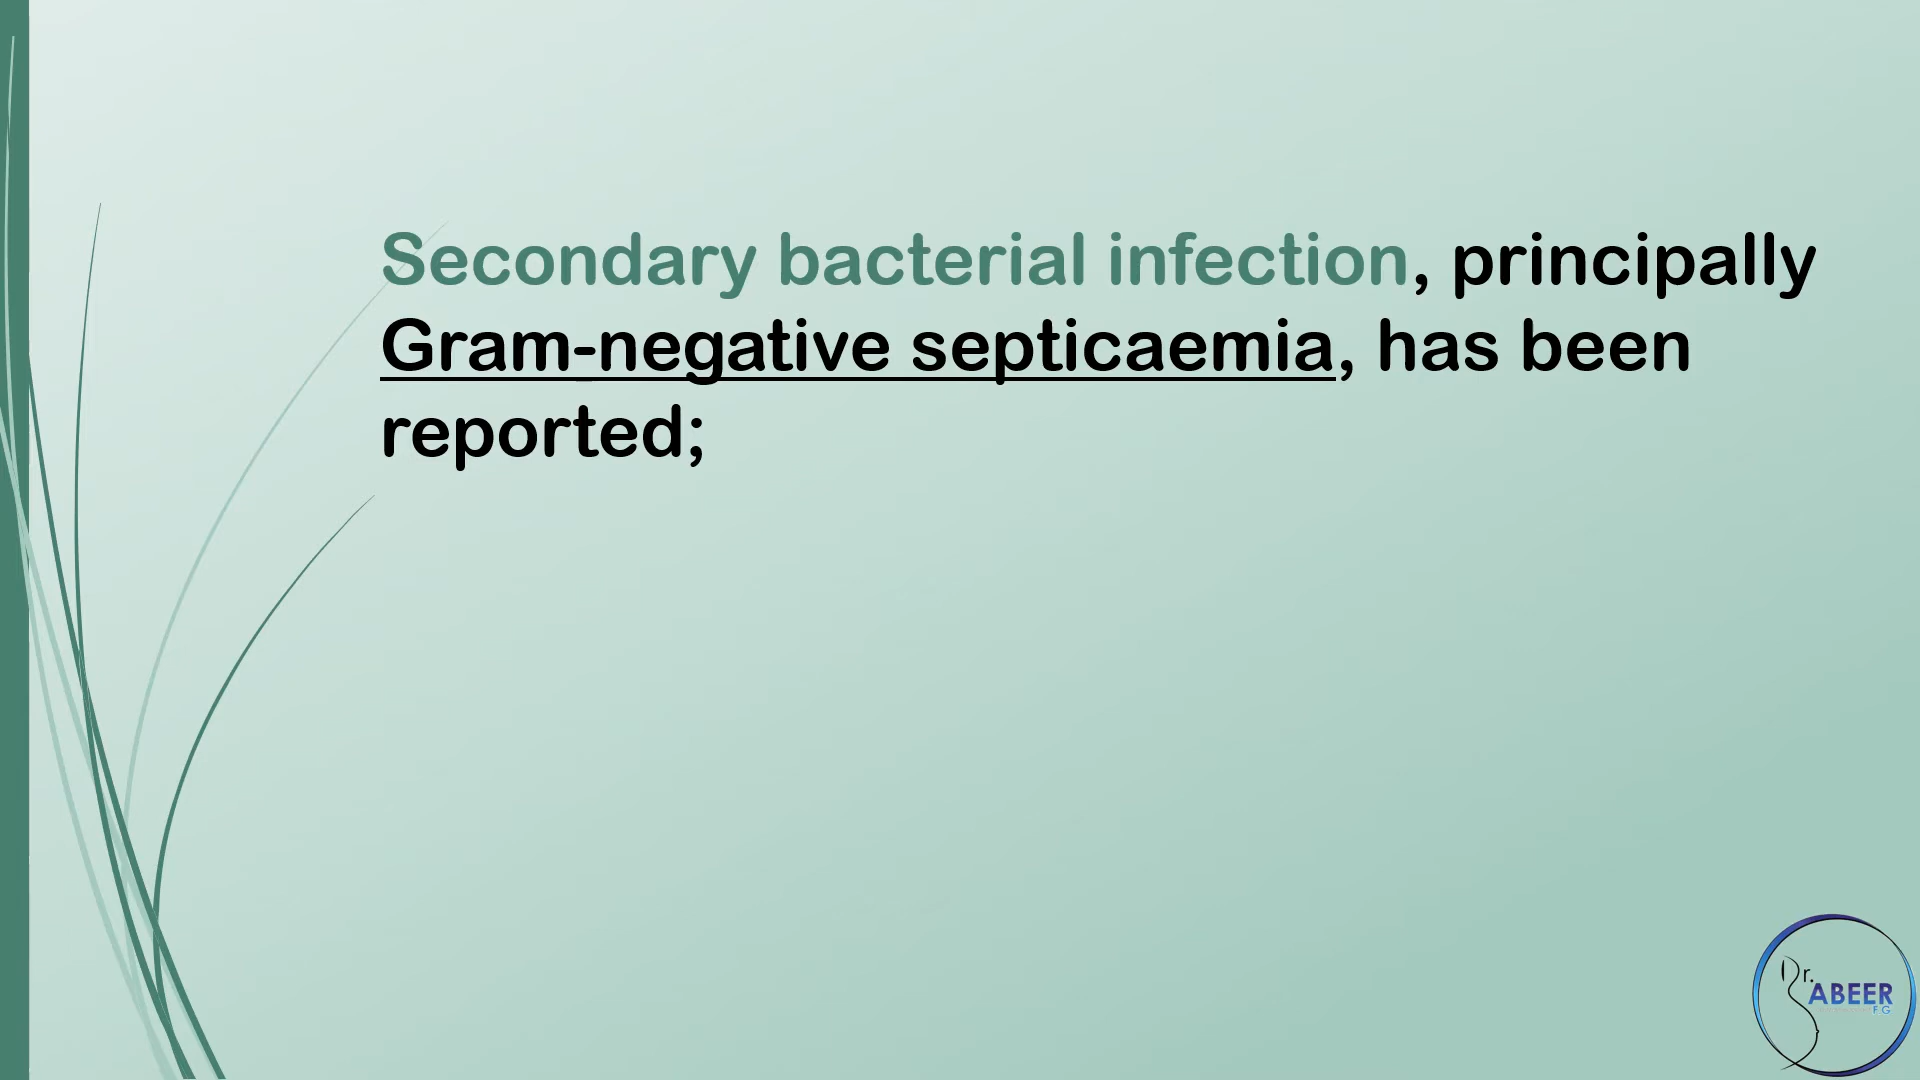 Secondary bacterial infection, principally
Gram-negative septicaemia, has been
reported;
Dr.
ABEER
F.G